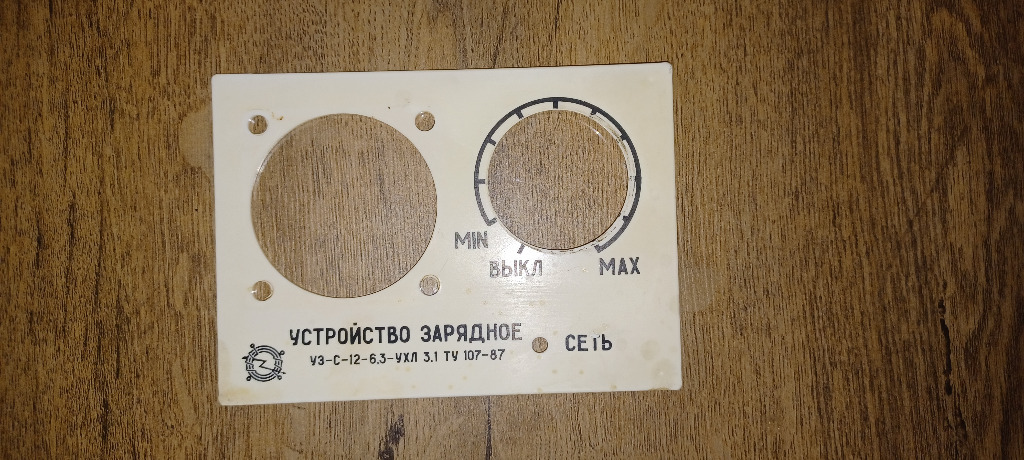 MIN
ВЫКЛ
MAX
УСТРОЙСТВО ЗАРЯДНОЕ
УЗ-С-12-6,3-УХЛ 3.1 ТУ 107-87
СЕТЬ